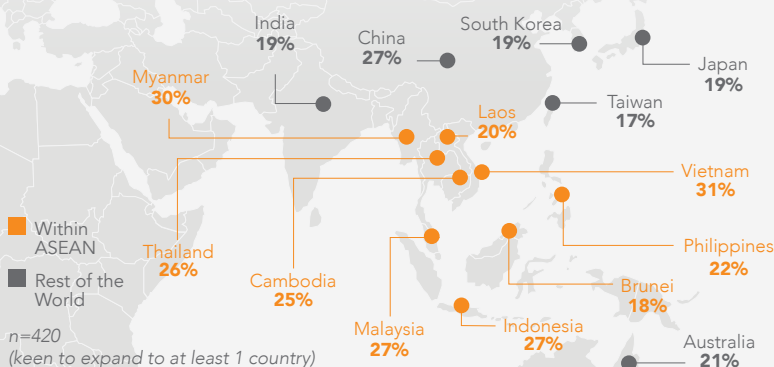 India
19%
China
27%
South Korea
19%
Japan
19%
Myanmar
30%
Laos
20%
Taiwan
17%
Vietnam
31%
Within
ASEAN
Thailand
26%
Philippines
22%
Rest of the
World
Cambodia
25%
Brunei
18%
Malaysia
27%
Indonesia
27%
n=420
(keen to expand to at least 1 country)
Australia
21%